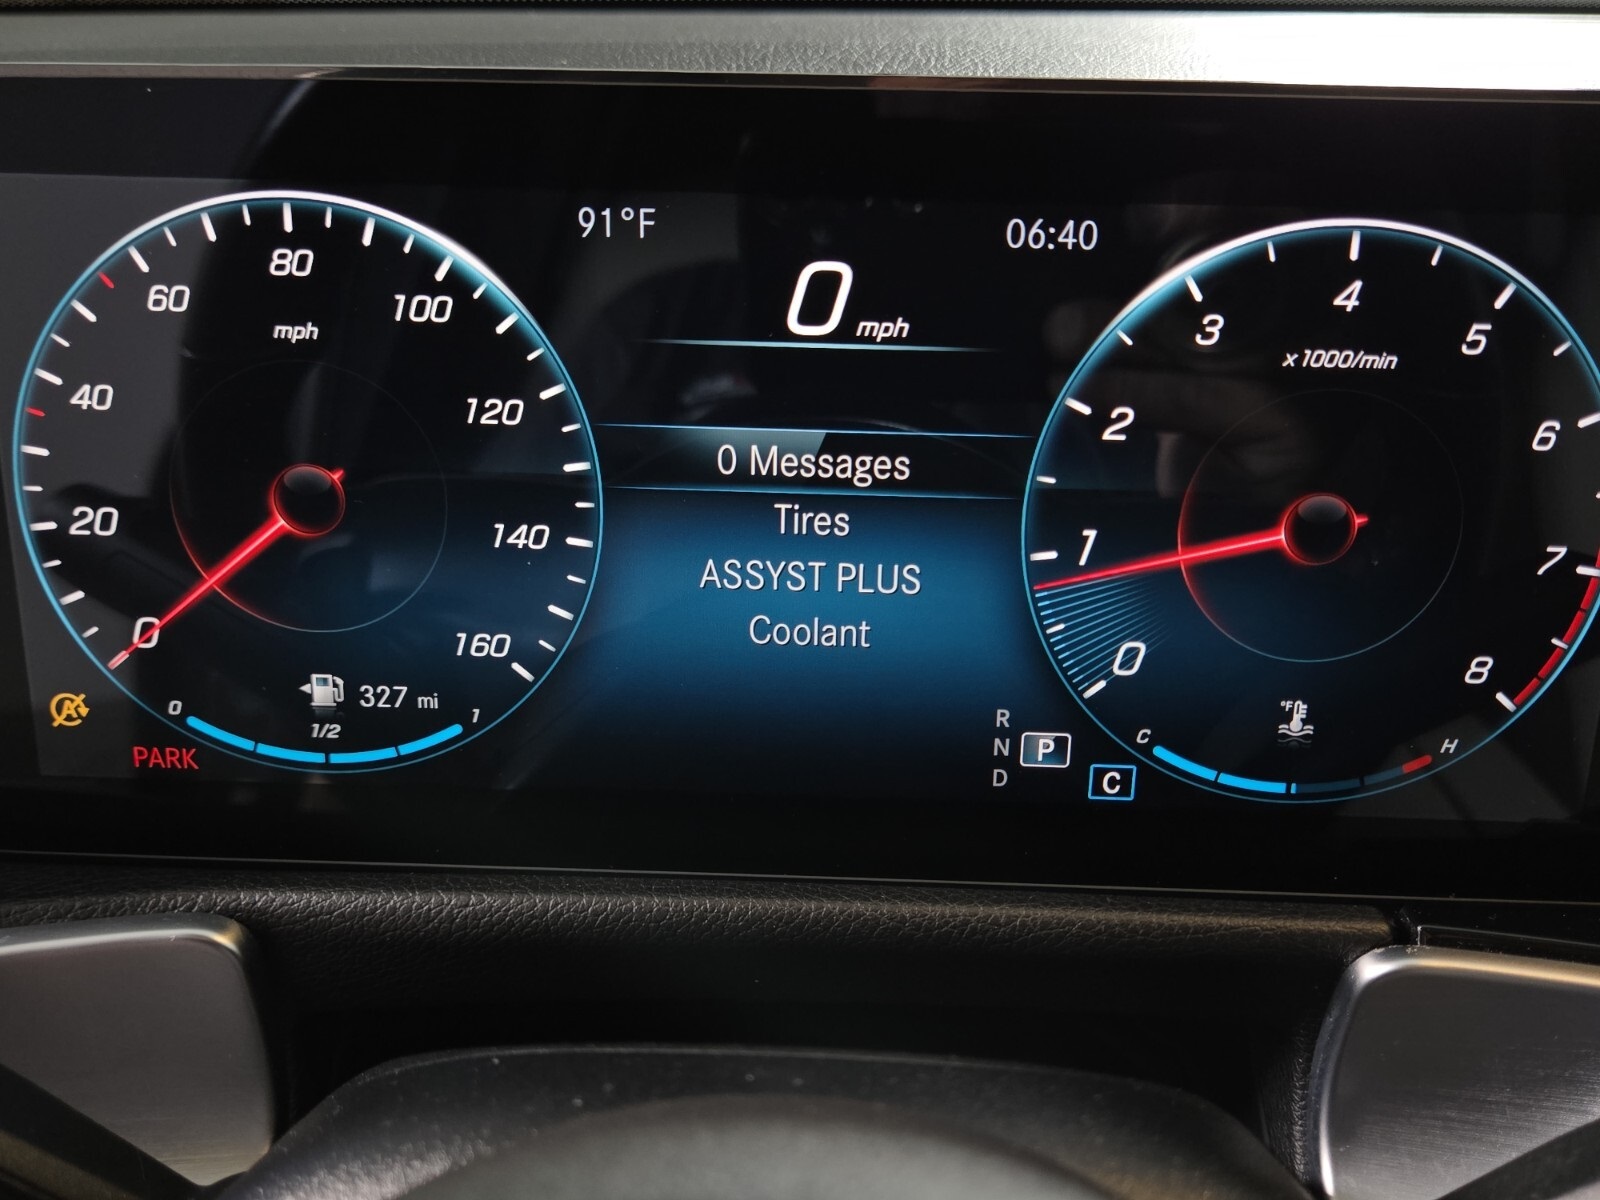 91°F
06:40
0 mph
0
20
40
60
80
100
120
140
160
mph
0 Messages
Tires
ASSYST PLUS
Coolant
0
1
2
3
4
5
6
7
8
x1000/min
A
PARK
327 mi
0
1/2
1
R
N
D
P
C
°F
C
H